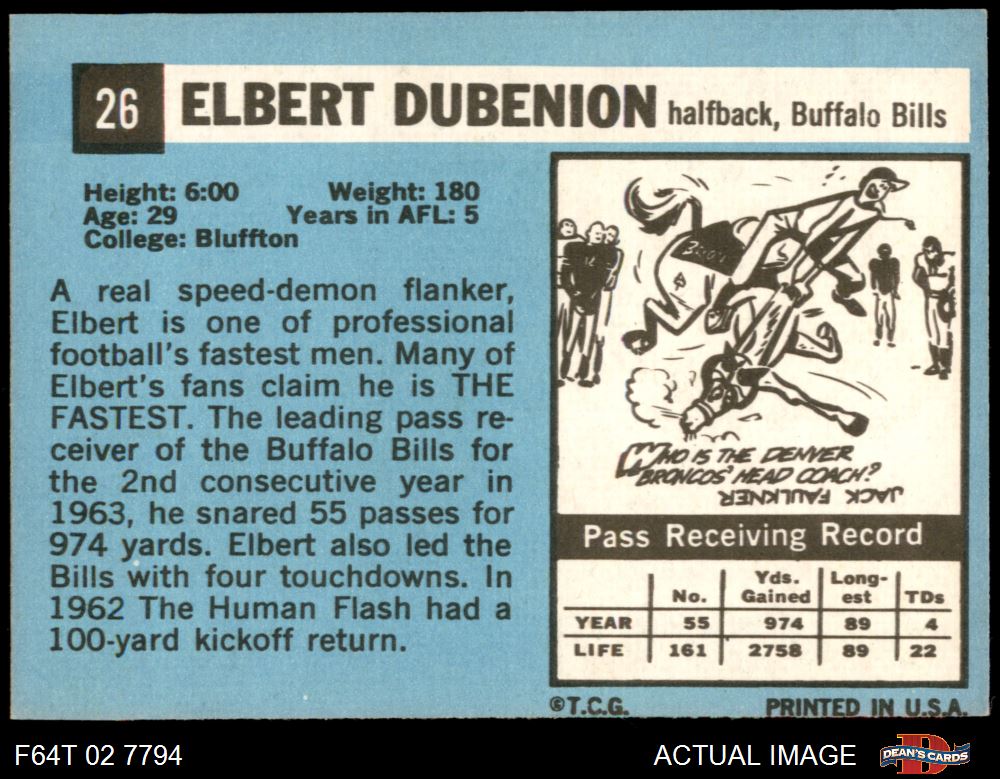 26 ELBERT DUBENION halfback, Buffalo Bills
Height: 6:00 Weight: 180
Age: 29 Years in AFL: 5
College: Bluffton
A real speed-demon flanker,
Elbert is one of professional
football's fastest men. Many of
Elbert's fans claim he is THE
FASTEST. The leading pass re-
ceiver of the Buffalo Bills for
the 2nd consecutive year in
1963, he snared 55 passes for
974 yards. Elbert also led the
Bills with four touchdowns. In
1962 The Human Flash had a
100-yard kickoff return.
WHO IS THE DENVER
BRONCOS' HEAD COACH?
JACK FAULKNER
Pass Receiving Record
No. Yds. Gained Long-est TDs
YEAR 55 974 89 4
LIFE 161 2758 89 22
©T.C.G. PRINTED IN U.S.A.
F64T 02 7794 ACTUAL IMAGE DEAN'S CARDS